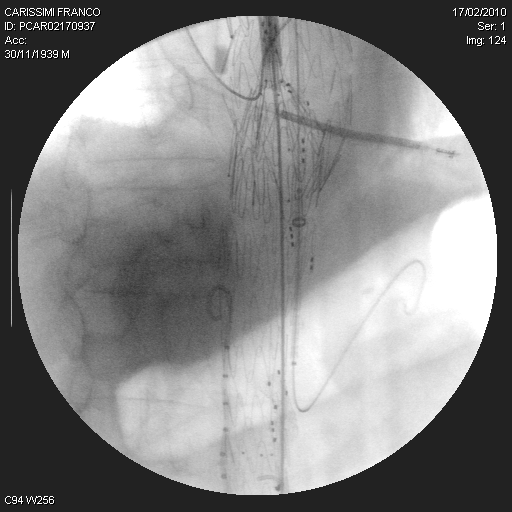 CARISSIMI FRANCO
ID: PCAR02170937
Acc:
30/11/1939 M
17/02/2010
Ser: 1
Img: 124
C94 W256